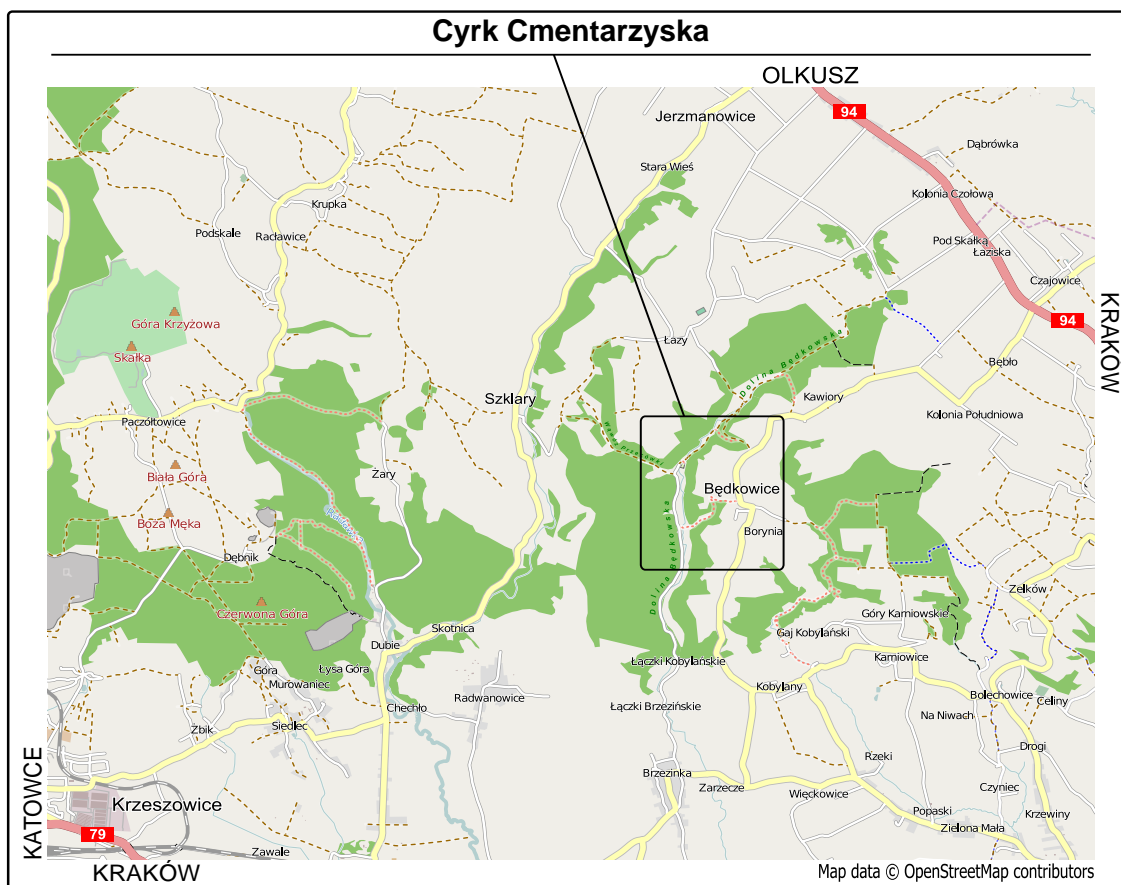 Cyrk Cmentarzyska
OLKUSZ
Jerzmanowice
94
Dąbrówka
Stara Wieś
Kolonia Czołowa
Krupka
Podskale
Racławice
Pod Skałką
Łaziska
Czajowice
KRAKÓW
Góra Krzyżowa
94
Skałka
Łazy
Dolina Będkowska
Bębło
Szklary
Kawiory
Kolonia Południowa
Paczółtowice
Biała Góra
Żary
Będkowice
Boża Męka
Borynia
Dębnik
Dolina Będkowska
Zelków
Czerwona Góra
Góry Karniowskie
Skotnica
Gaj Kobylański
Dubie
Karniowice
Łączki Kobylańskie
Góra
Łysa Góra
Murowaniec
Kobylany
Bolechowice
Radwanowice
Celiny
Chechło
Łączki Brzezińskie
Na Niwach
Siedlec
Żbik
Drogi
Rzeki
KATOWCE
Brzezinka
Zarzecze
Więckowice
Czyniec
Krzeszowice
Popaski
Krzewiny
Zielona Mała
79
Zawale
KRAKÓW
Map data © OpenStreetMap contributors